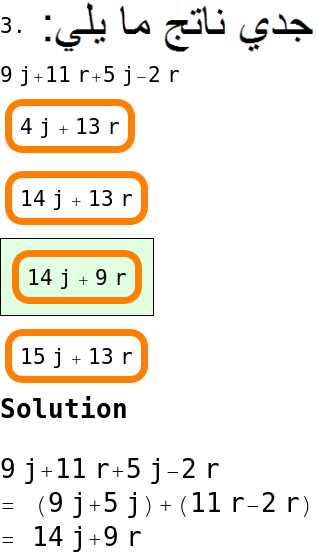 3. جدي ناتج ما يلي:
9 j+11 r+5 j−2 r
4 j + 13 r
14 j + 13 r
14 j + 9 r
15 j + 13 r
Solution
9 j+11 r+5 j−2 r
= (9 j+5 j)+(11 r−2 r)
= 14 j+9 r